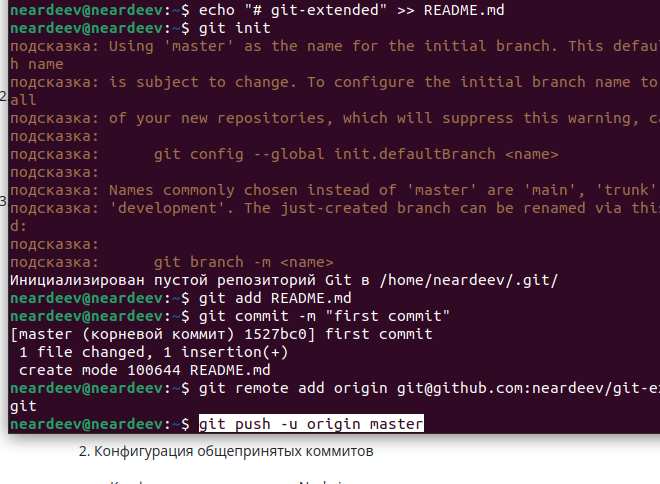 neardeev@neardeev:~$ echo "# git-extended" >> README.md
neardeev@neardeev:~$ git init
подсказка: Using 'master' as the name for the initial branch. This defau
h name
подсказка: is subject to change. To configure the initial branch name to
2
all
подсказка: of your new repositories, which will suppress this warning, ca
подсказка:
подсказка:      git config --global init.defaultBranch <name>
подсказка:
подсказка: Names commonly chosen instead of 'master' are 'main', 'trunk'
3
подсказка: 'development'. The just-created branch can be renamed via this
d:
подсказка:
подсказка:      git branch -m <name>
Инициализирован пустой репозиторий Git в /home/neardeev/.git/
neardeev@neardeev:~$ git add README.md
neardeev@neardeev:~$ git commit -m "first commit"
[master (корневой коммит) 1527bc0] first commit
 1 file changed, 1 insertion(+)
 create mode 100644 README.md
neardeev@neardeev:~$ git remote add origin git@github.com:neardeev/git-ex
git
neardeev@neardeev:~$ git push -u origin master
2. Конфигурация общепринятых коммитов